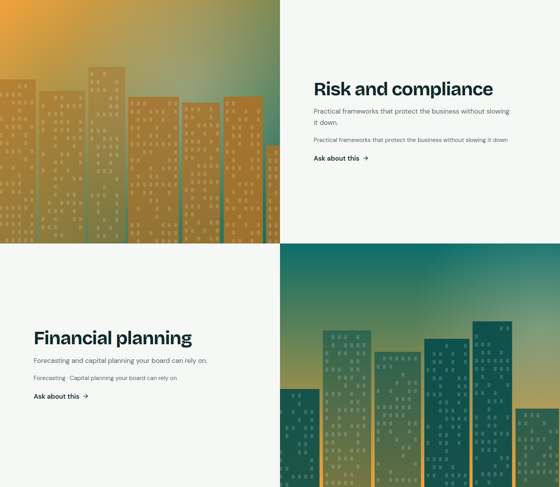 Risk and compliance
Practical frameworks that protect the business without slowing
it down.
Practical frameworks that protect the business without slowing it down
Ask about this →
Financial planning
Forecasting and capital planning your board can rely on.
Forecasting · Capital planning your board can rely on
Ask about this →